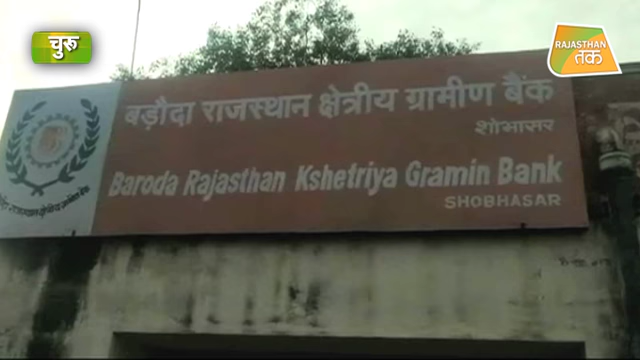 चुरू
RAJASTHAN
तक
बड़ौदा राजस्थान क्षेत्रीय ग्रामीण बैंक
शोभासर
Baroda Rajasthan Kshetriya Gramin Bank
SHOBHASAR